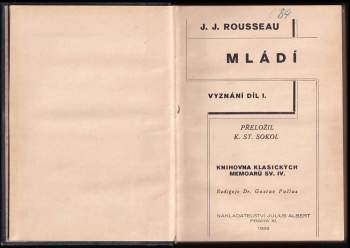 84
J. J. ROUSSEAU
MLÁDÍ
VYZNÁNÍ DÍL I.
PŘELOŽIL
K. ST. SOKOL
KNIHOVNA KLASICKÝCH
MEMOARŮ SV. IV.
Rediguje Dr. Gustav Pallas
NAKLADATELSTVÍ JULIUS ALBERT
PRAHA XI.